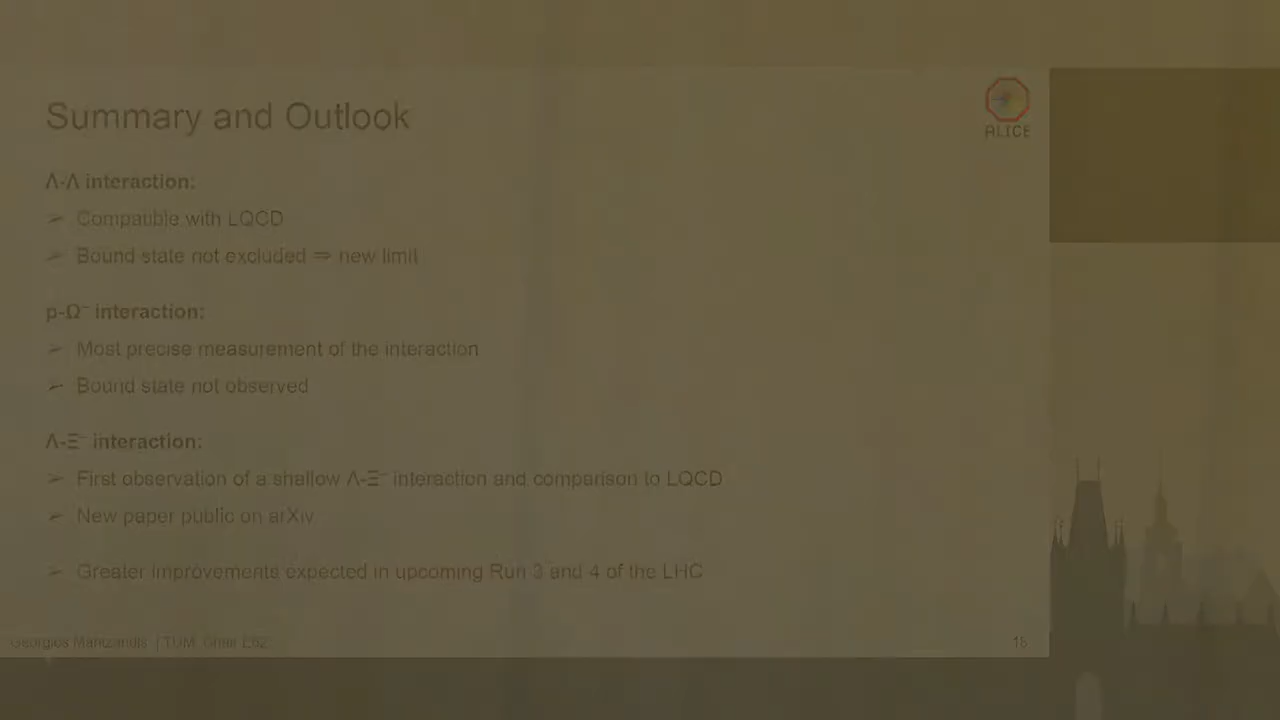 Summary and Outlook
ALICE
Λ-Λ interaction:
➢ Compatible with LQCD
➢ Bound state not excluded ⇒ new limit
p-Ω⁻ interaction:
➢ Most precise measurement of the interaction
➢ Bound state not observed
Λ-Ξ⁻ interaction:
➢ First observation of a shallow Λ-Ξ⁻ interaction and comparison to LQCD
➢ New paper public on arXiv
➢ Greater improvements expected in upcoming Run 3 and 4 of the LHC
Georgios Mantzaridis | TUM, E62